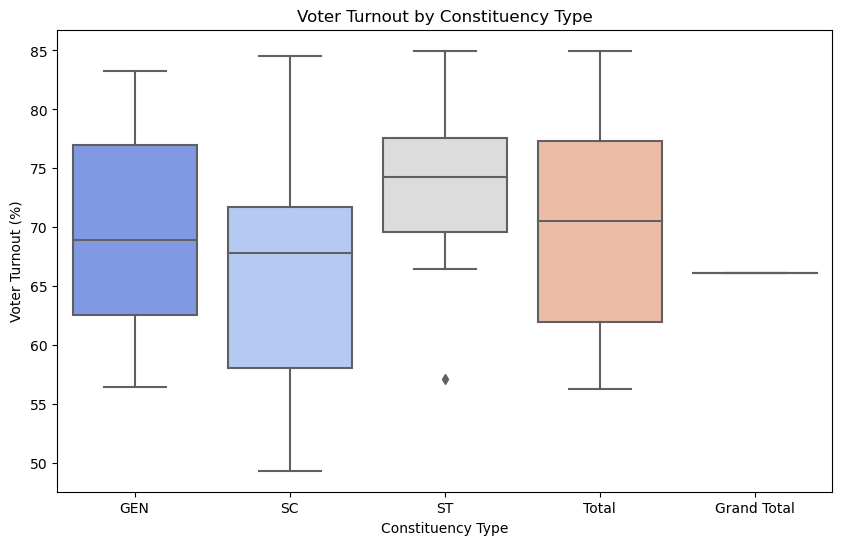 Voter Turnout by Constituency Type
Voter Turnout (%)
85
80
75
70
65
60
55
50
GEN SC ST Total Grand Total
Constituency Type